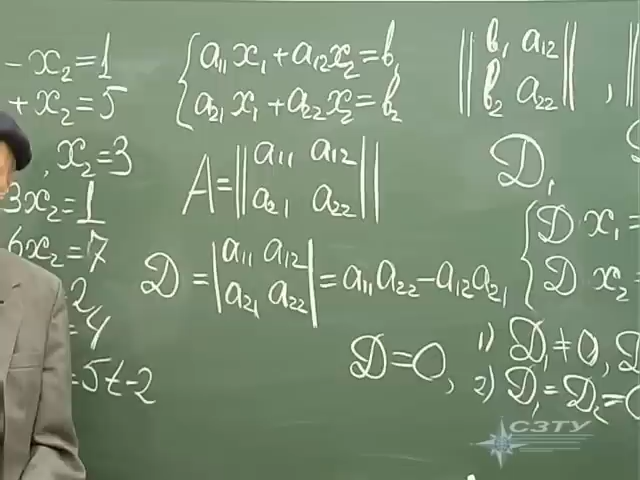 - x₂ = 1
+ x₂ = 5
, x₂ = 3
3x₂ = 1
6x₂ = 7
2
= 4
= 5t - 2
{ a₁₁x₁ + a₁₂x₂ = b₁
{ a₂₁x₁ + a₂₂x₂ = b₂
A = || a₁₁ a₁₂ ||
|| a₂₁ a₂₂ ||
D = | a₁₁ a₁₂ | = a₁₁a₂₂ - a₁₂a₂₁
| a₂₁ a₂₂ |
D = 0,
|| b₁ a₁₂ ||
|| b₂ a₂₂ || ,
D₁
{ D x₁ =
{ D x₂ -
1) D₁ ≠ 0, D
2) D₁ = D₂ = 0
СЗТУ